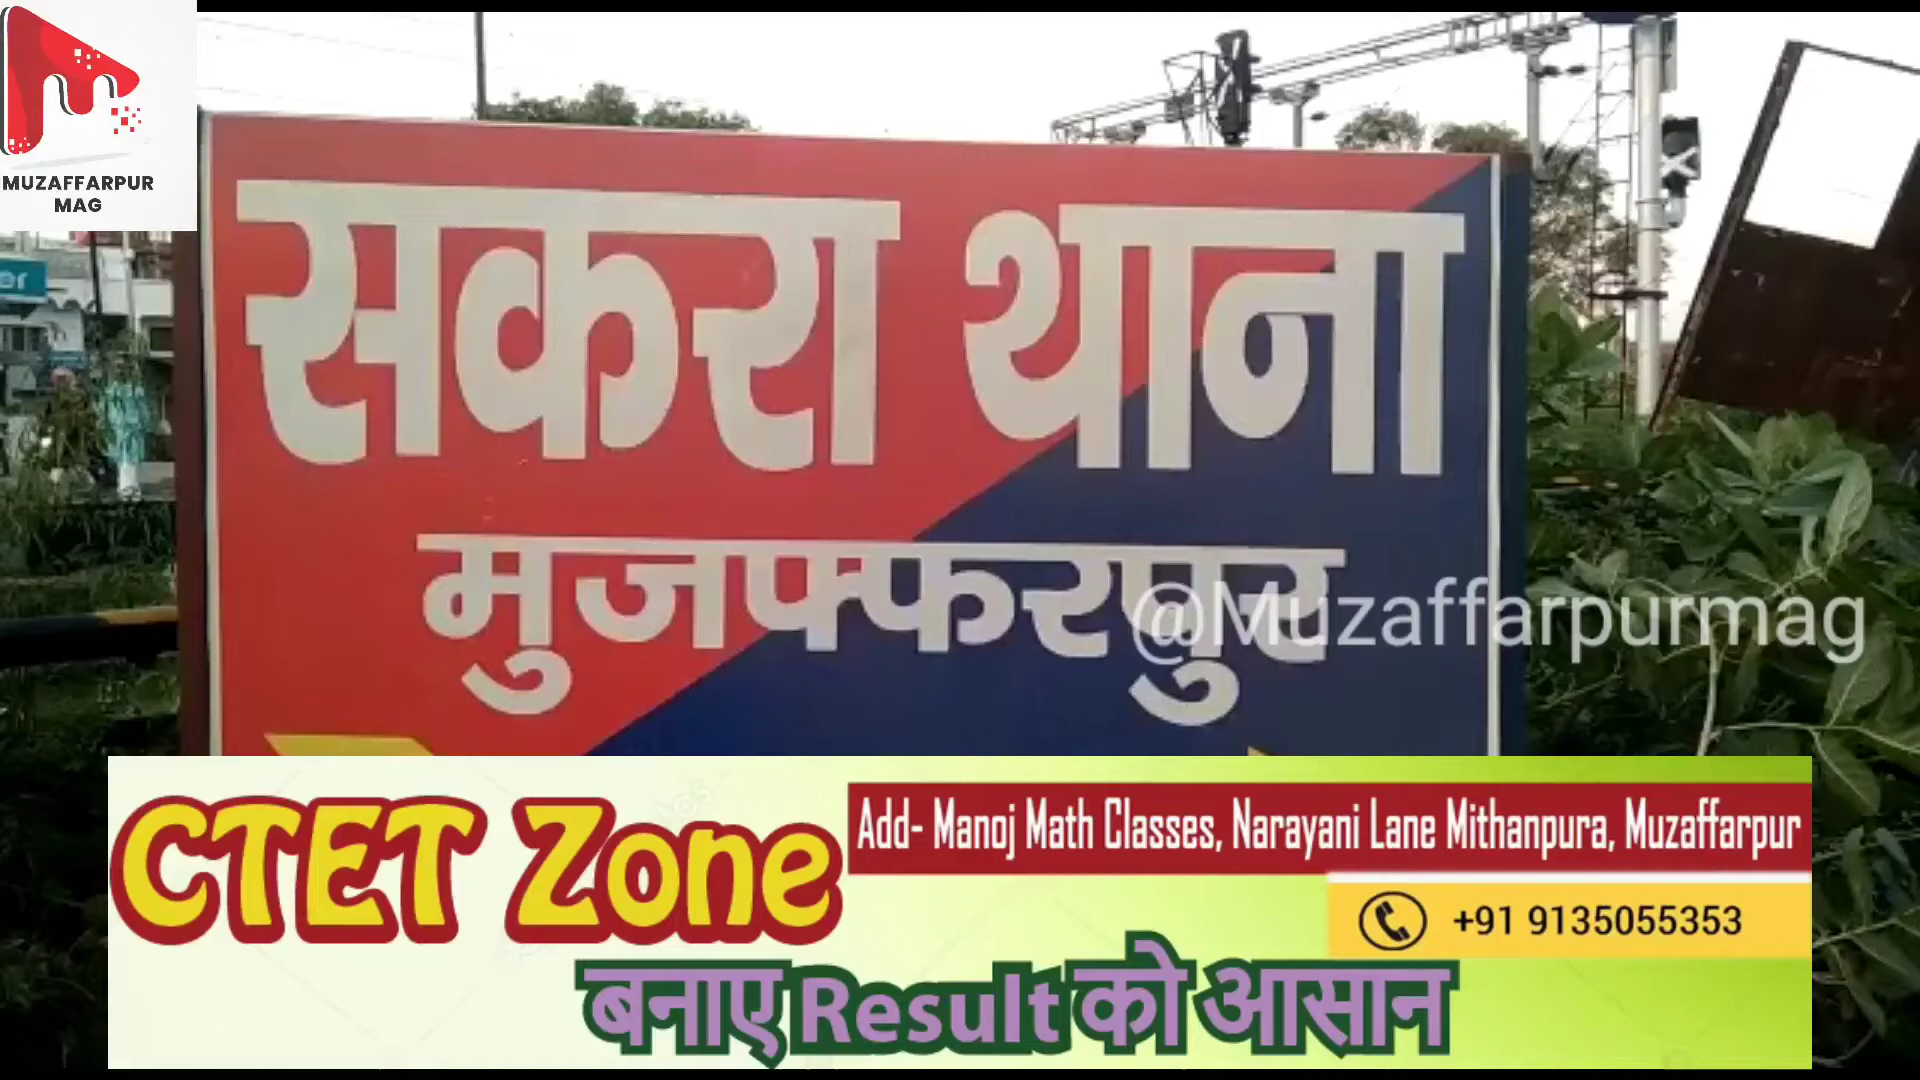 MUZAFFARPUR
MAG
er
सकरा थाना
मुजफ्फरपुर
@Muzaffarpurmag
CTET Zone
Add- Manoj Math Classes, Narayani Lane Mithanpura, Muzaffarpur
+91 9135055353
बनाए Result को आसान